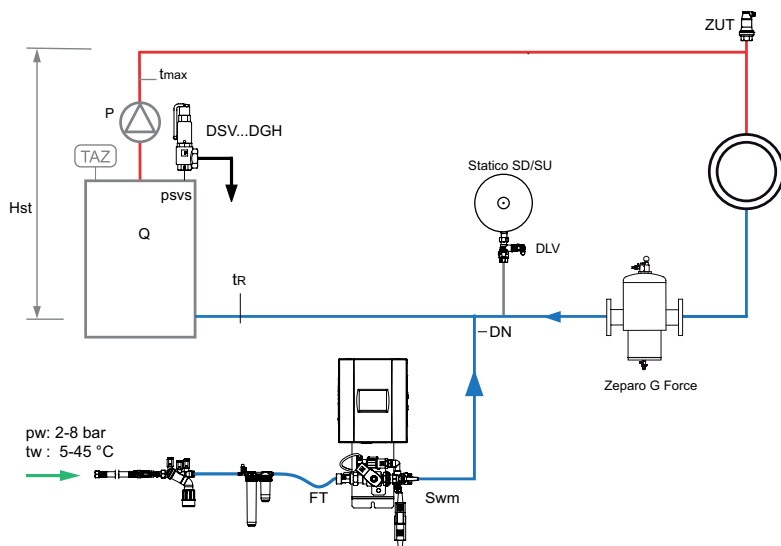 ZUT
tmax
P
DSV...DGH
TAZ
Statico SD/SU
psvs
Hst
Q
DLV
tR
DN
Zeparo G Force
pw: 2-8 bar
tw : 5-45 °C
FT
Swm